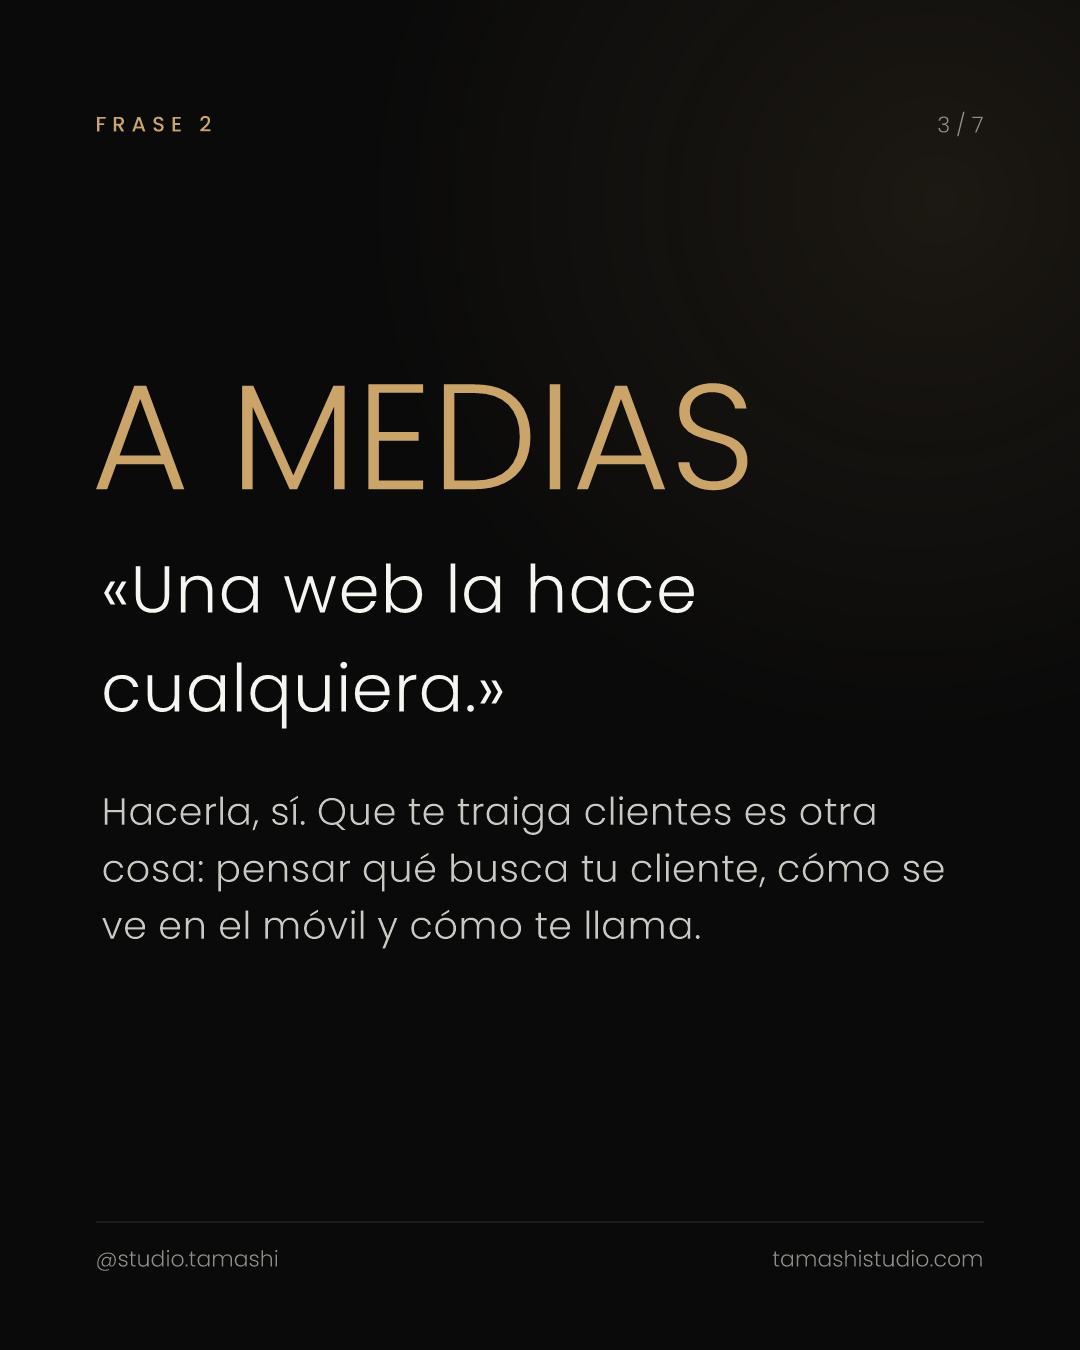 FRASE 2
3 / 7
A MEDIAS
«Una web la hace
cualquiera.»
Hacerla, sí. Que te traiga clientes es otra
cosa: pensar qué busca tu cliente, cómo se
ve en el móvil y cómo te llama.
@studio.tamashi
tamashistudio.com